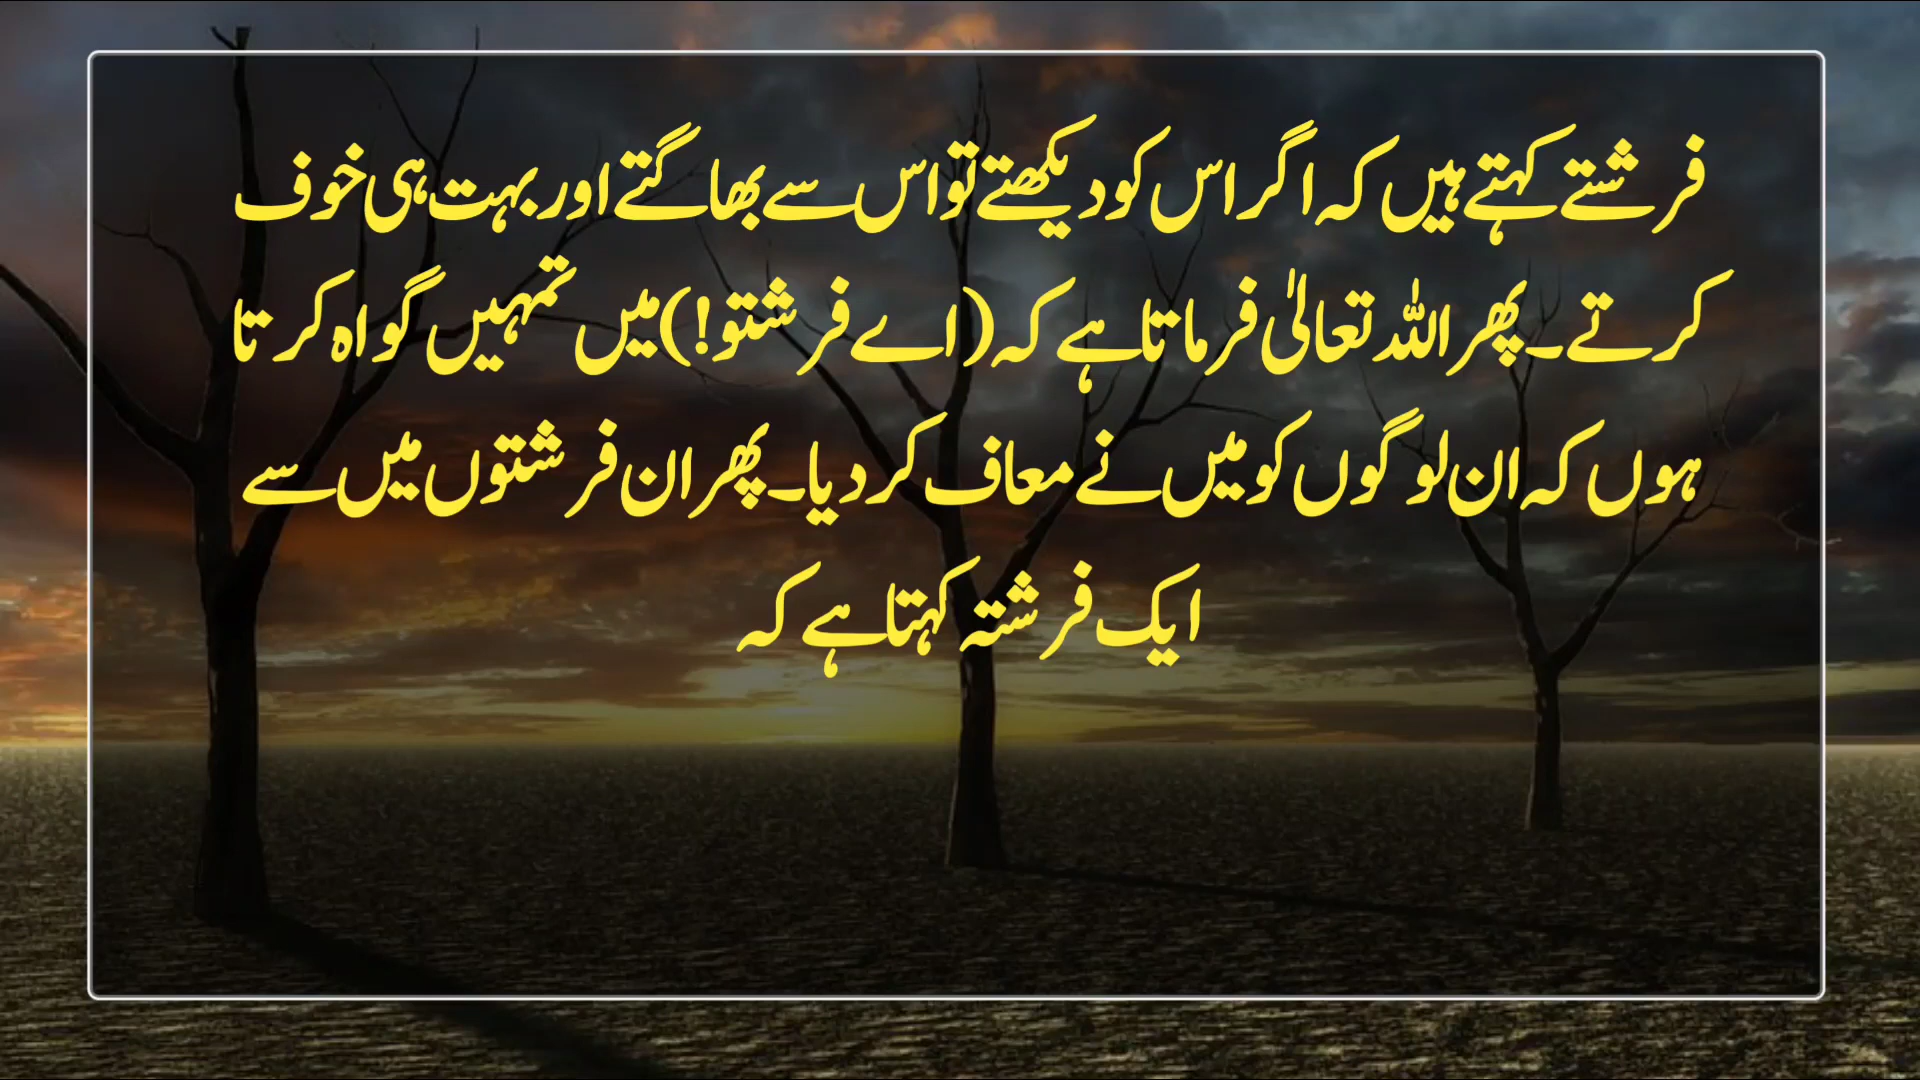 فرشتے کہتے ہیں کہ اگر اس کو دیکھتے تو اس سے بھاگتے اور بہت ہی خوف
کرتے۔ پھر اللہ تعالیٰ فرماتا ہے کہ (اے فرشتو!) میں تمہیں گواہ کرتا
ہوں کہ ان لوگوں کو میں نے معاف کر دیا۔ پھر ان فرشتوں میں سے
ایک فرشتہ کہتا ہے کہ